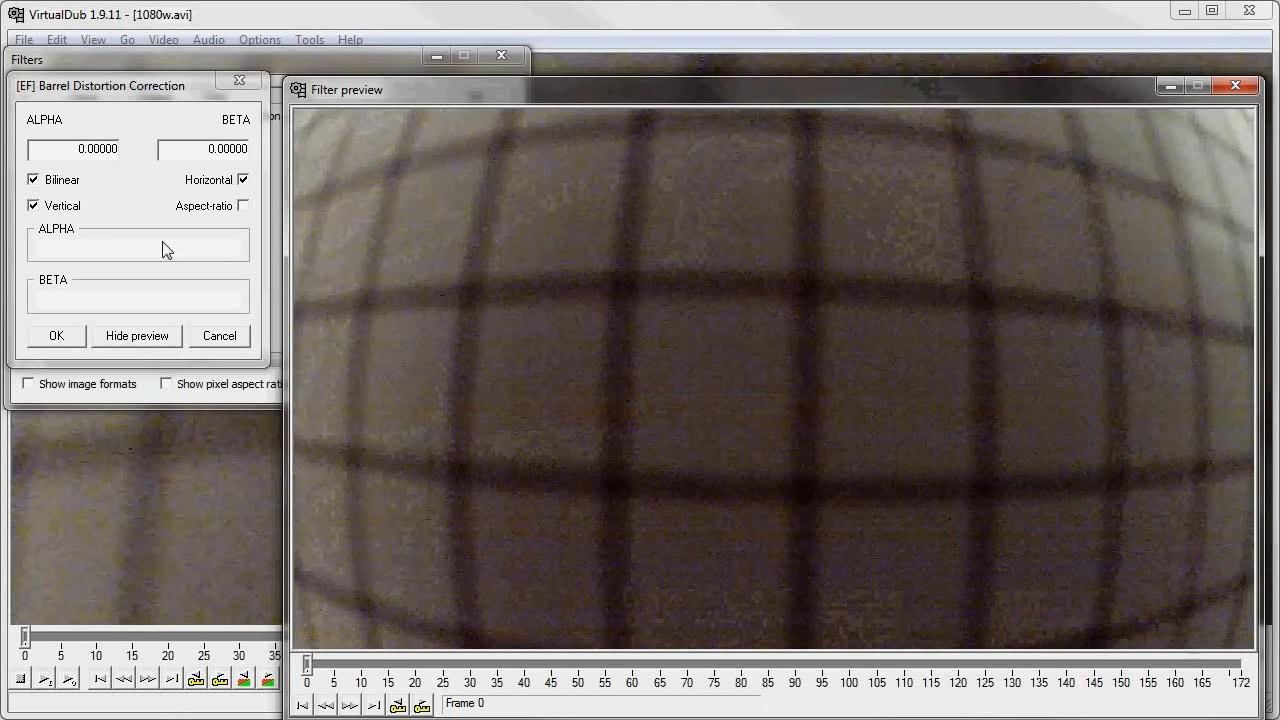 VirtualDub 1.9.11 - [1080w.avi]
File Edit View Go Video Audio Options Tools Help
Filters
[EF] Barrel Distortion Correction
Filter preview
ALPHA BETA
0.00000 0.00000
Bilinear Horizontal
Vertical Aspect-ratio
ALPHA
BETA
OK Hide preview Cancel
Show image formats Show pixel aspect rati
0 5 10 15 20 25 30 35
0 5 10 15 20 25 30 35 40 45 50 55 60 65 70 75 80 85 90 95 100 105 110 115 120 125 130 135 140 145 150 155 160 165 172
Frame 0